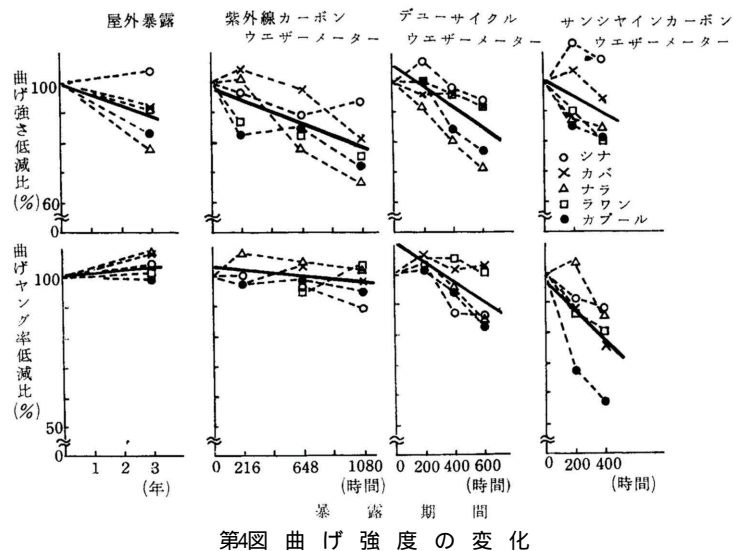 屋外暴露
紫外線カーボン
ウエザーメーター
デューサイクル
ウエザーメーター
サンシャインカーボン
ウエザーメーター
曲げ強さ低減比(%)
100
60
0
○ シナ
× カバ
△ ナラ
□ ラワン
● カプール
曲げヤング率低減比(%)
100
50
0
1 2 3
(年)
0 216 648 1080
(時間)
0 200 400 600
(時間)
0 200 400
(時間)
暴露期間
第4図 曲げ強度の変化